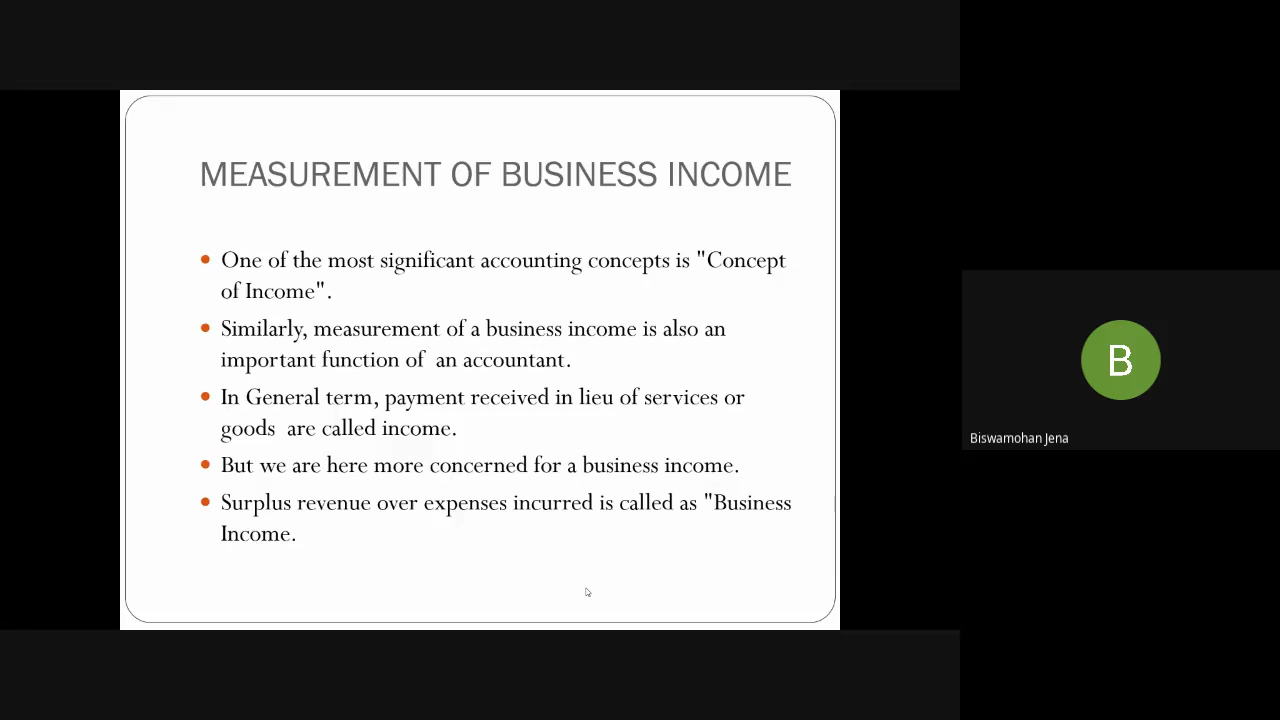 MEASUREMENT OF BUSINESS INCOME
• One of the most significant accounting concepts is "Concept
of Income".
• Similarly, measurement of a business income is also an
important function of  an accountant.
• In General term, payment received in lieu of services or
goods  are called income.
• But we are here more concerned for a business income.
• Surplus revenue over expenses incurred is called as "Business
Income.
B
Biswamohan Jena